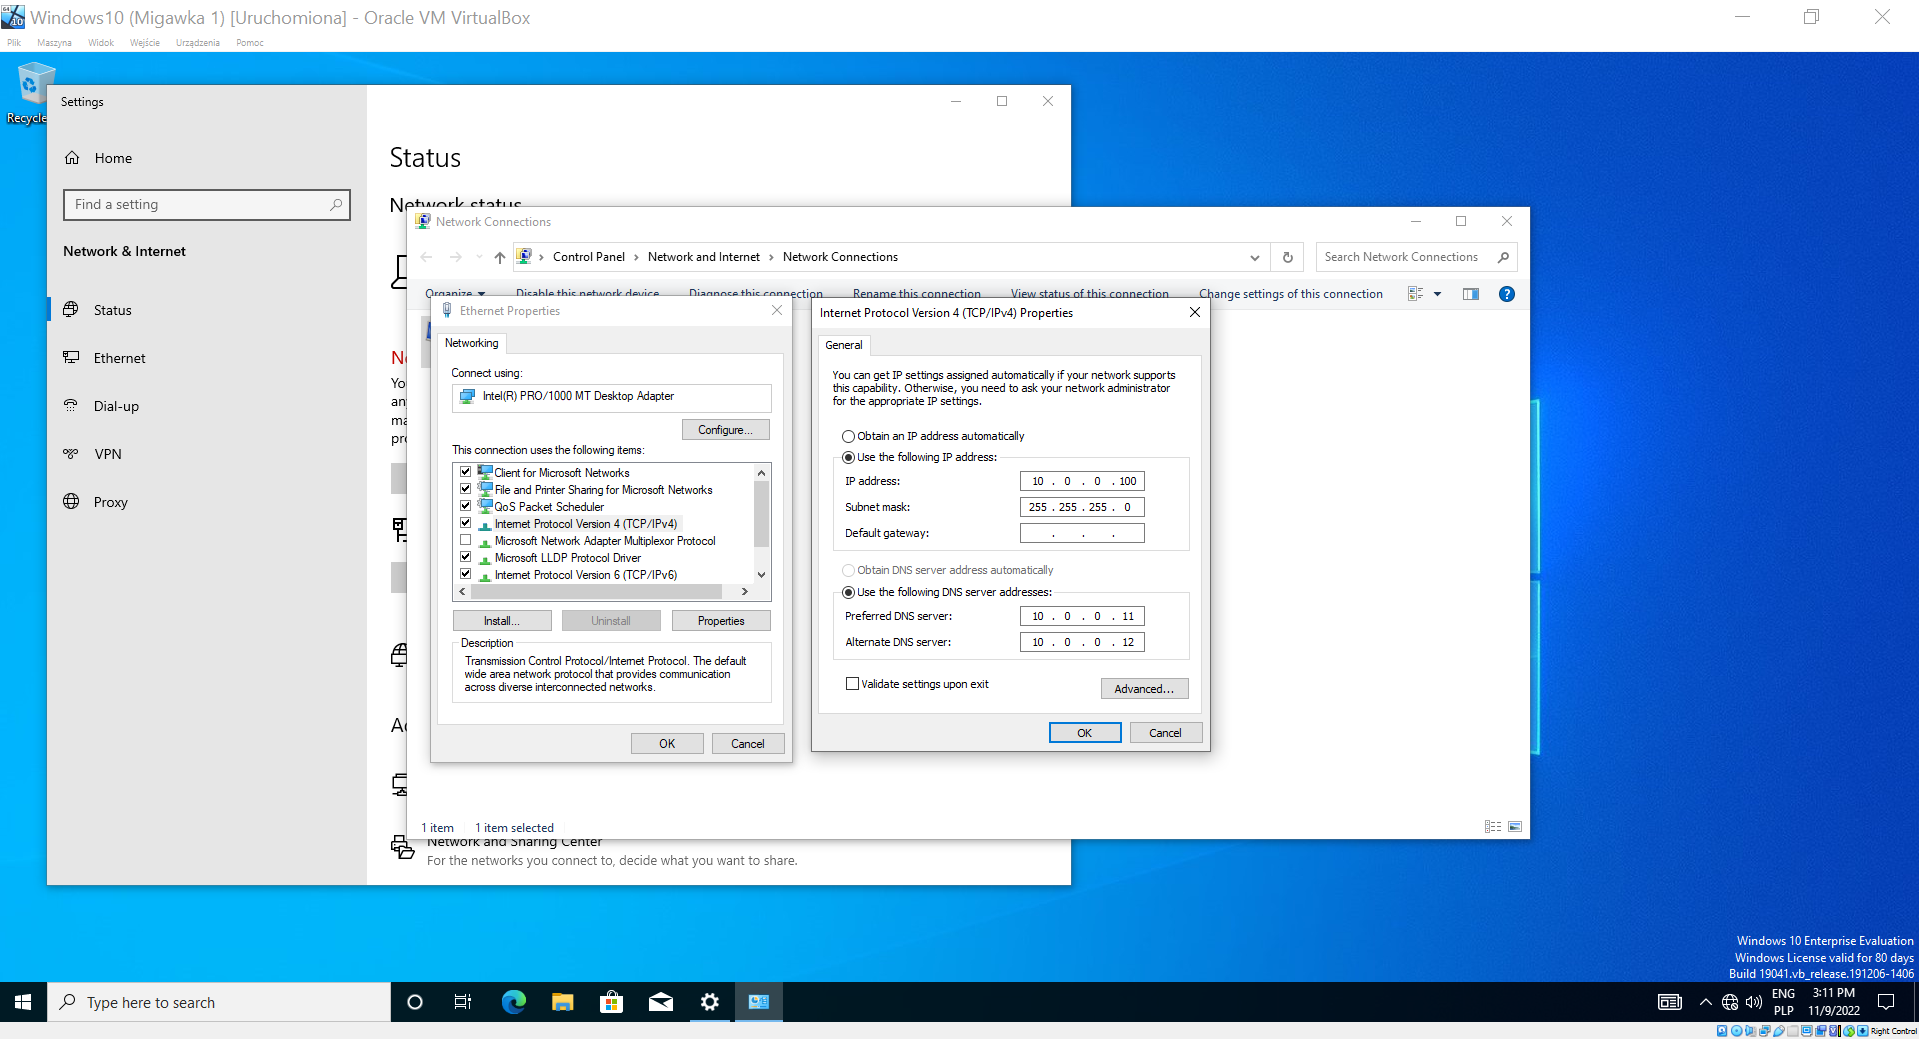 Windows10 (Migawka 1) [Uruchomiona] - Oracle VM VirtualBox
Plik Maszyna Widok Wejście Urządzenia Pomoc
Recycle
Settings
Home
Find a setting
Network & Internet
Status
Ethernet
Dial-up
VPN
Proxy
Status
Network status
Network Connections
Control Panel › Network and Internet › Network Connections
Search Network Connections
Organize Disable this network device Diagnose this connection Rename this connection View status of this connection Change settings of this connection
Ethernet Properties
Networking
Connect using:
Intel(R) PRO/1000 MT Desktop Adapter
Configure...
This connection uses the following items:
Client for Microsoft Networks
File and Printer Sharing for Microsoft Networks
QoS Packet Scheduler
Internet Protocol Version 4 (TCP/IPv4)
Microsoft Network Adapter Multiplexor Protocol
Microsoft LLDP Protocol Driver
Internet Protocol Version 6 (TCP/IPv6)
Install... Uninstall Properties
Description
Transmission Control Protocol/Internet Protocol. The default
wide area network protocol that provides communication
across diverse interconnected networks.
OK Cancel
Internet Protocol Version 4 (TCP/IPv4) Properties
General
You can get IP settings assigned automatically if your network supports
this capability. Otherwise, you need to ask your network administrator
for the appropriate IP settings.
Obtain an IP address automatically
Use the following IP address:
IP address: 10 . 0 . 0 . 100
Subnet mask: 255 . 255 . 255 . 0
Default gateway: . . .
Obtain DNS server address automatically
Use the following DNS server addresses:
Preferred DNS server: 10 . 0 . 0 . 11
Alternate DNS server: 10 . 0 . 0 . 12
Validate settings upon exit
Advanced...
OK Cancel
1 item 1 item selected
Network and Sharing Center
For the networks you connect to, decide what you want to share.
Windows 10 Enterprise Evaluation
Windows License valid for 80 days
Build 19041.vb_release.191206-1406
Type here to search
ENG
PLP
3:11 PM
11/9/2022
Right Control